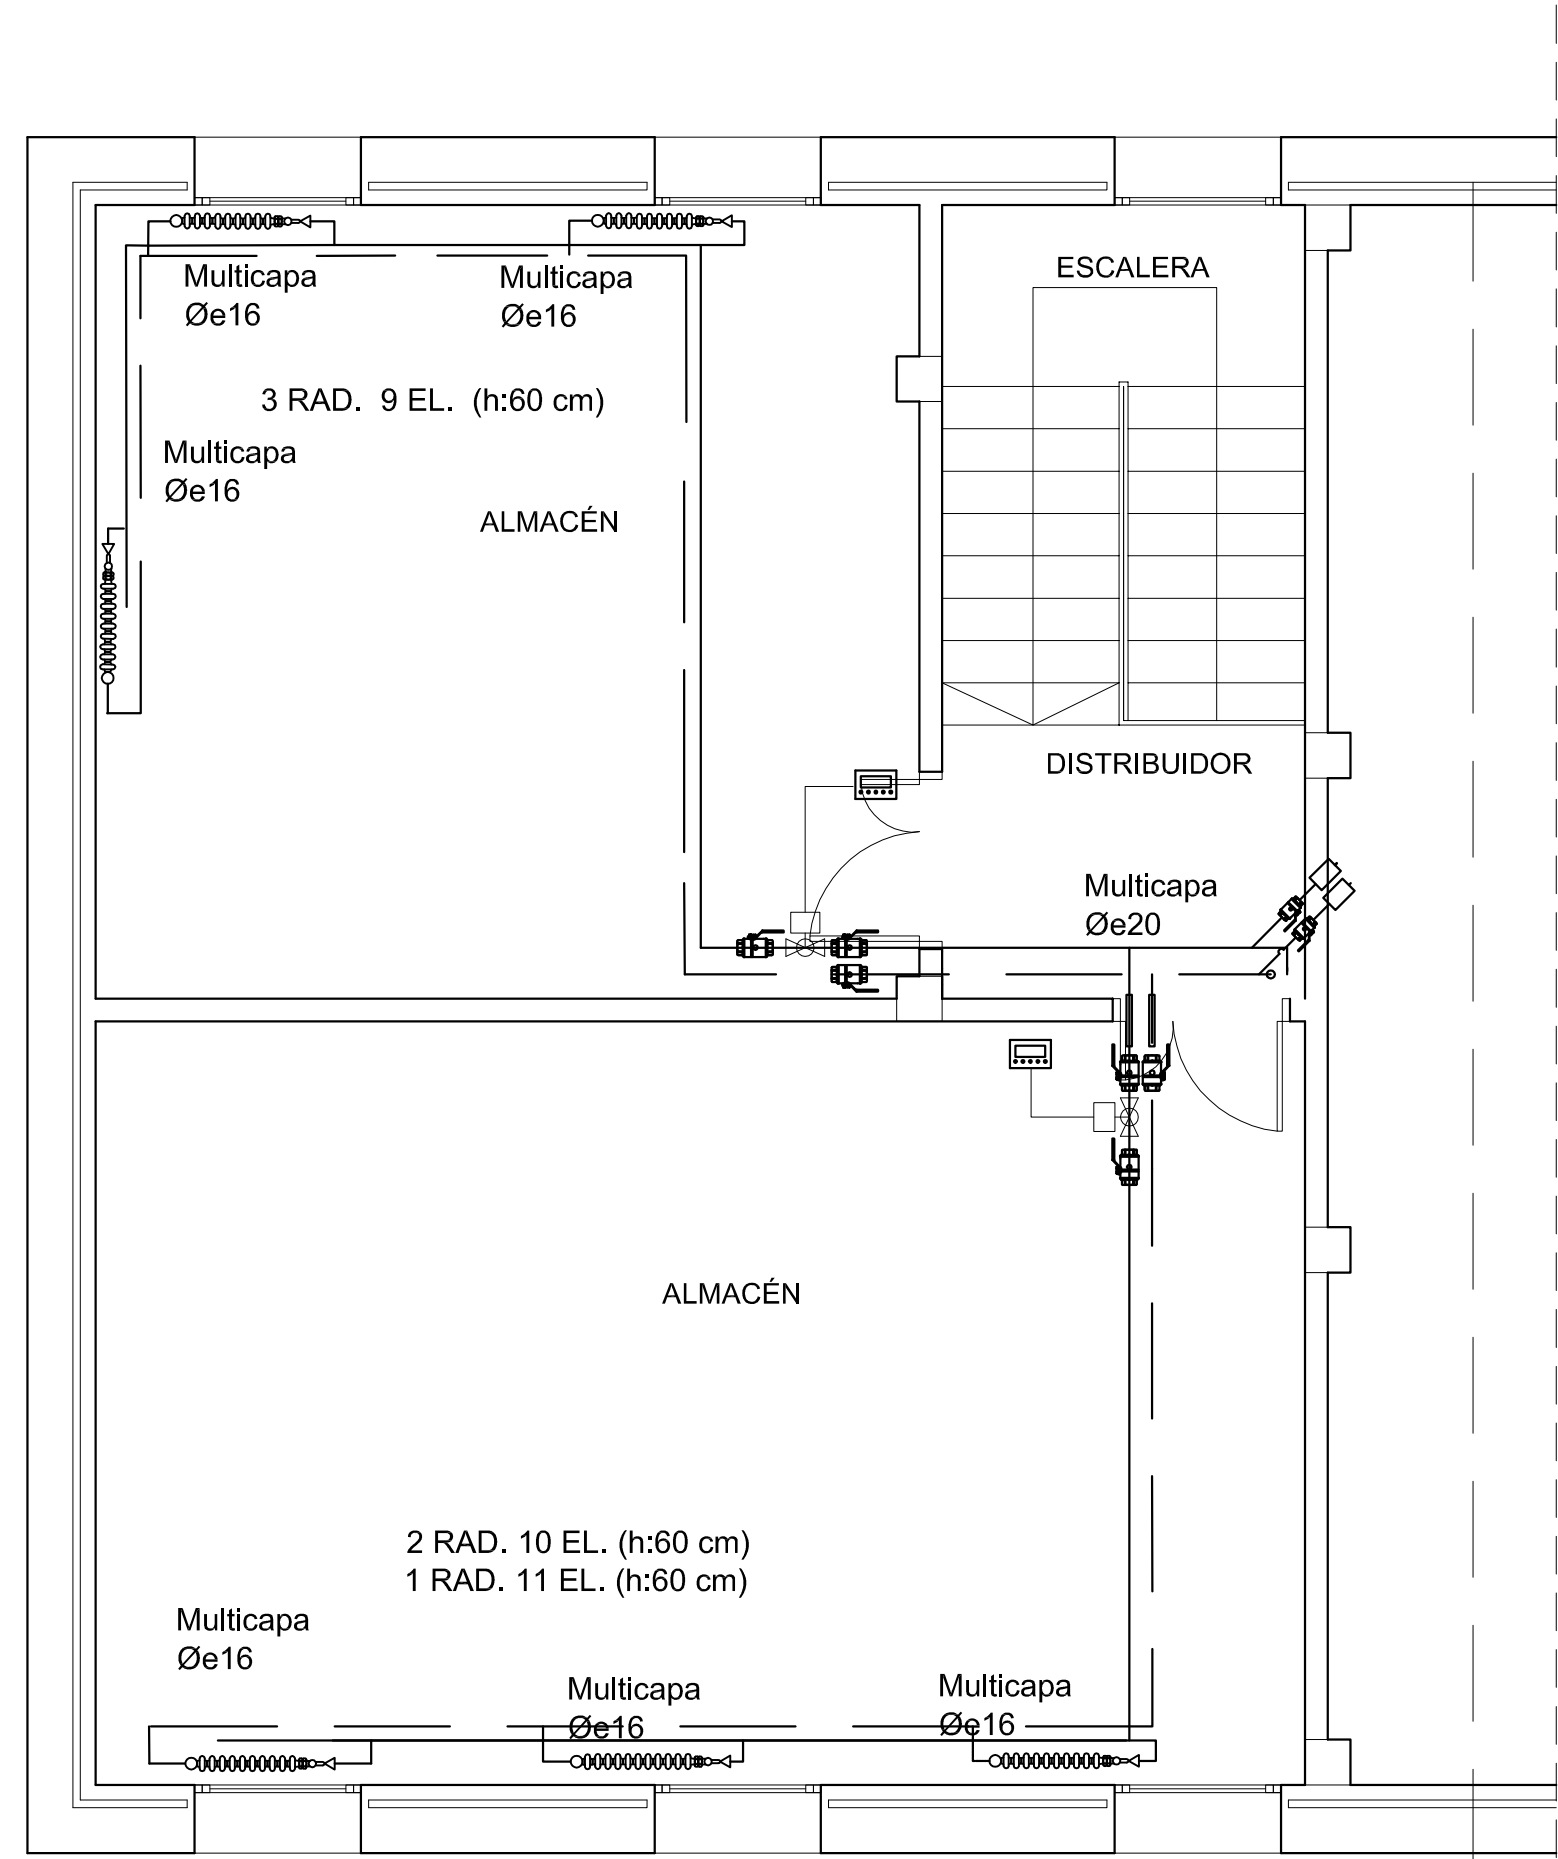 ESCALERA
Multicapa
Øe16
Multicapa
Øe16
3 RAD. 9 EL. (h:60 cm)
Multicapa
Øe16
ALMACÉN
DISTRIBUIDOR
Multicapa
Øe20
ALMACÉN
2 RAD. 10 EL. (h:60 cm)
1 RAD. 11 EL. (h:60 cm)
Multicapa
Øe16
Multicapa
Øe16
Multicapa
Øe16